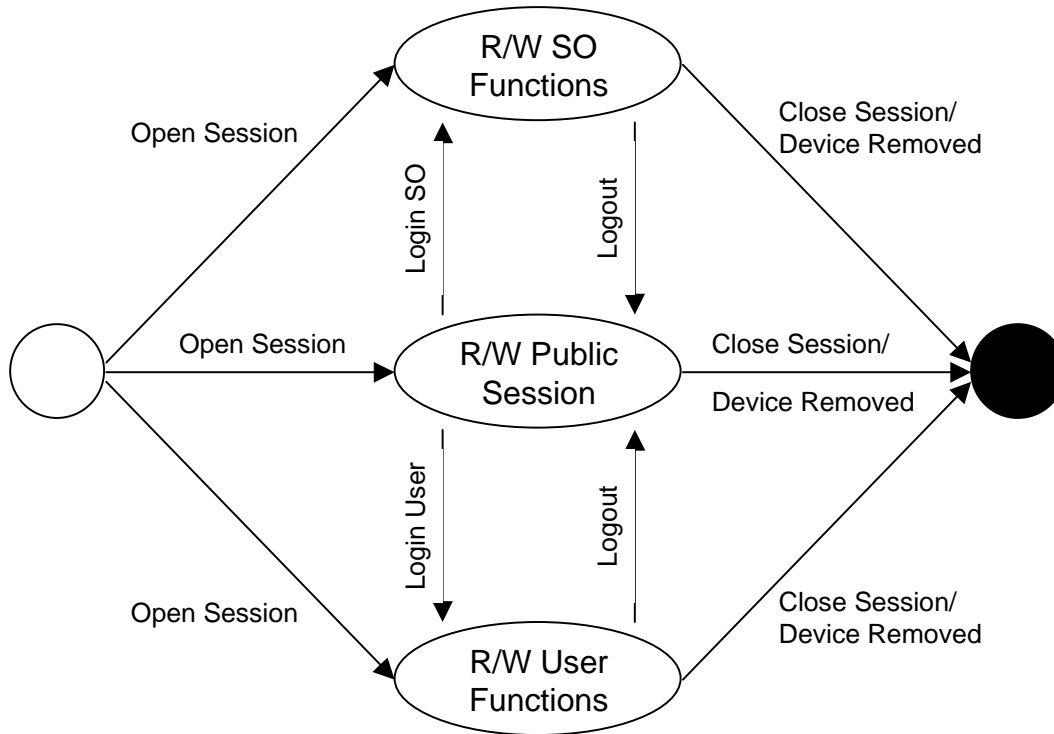 R/W SO
Functions
Open Session
Close Session/
Device Removed
Login SO
Logout
Open Session
R/W Public
Session
Close Session/
Device Removed
Login User
Logout
Open Session
Close Session/
Device Removed
R/W User
Functions